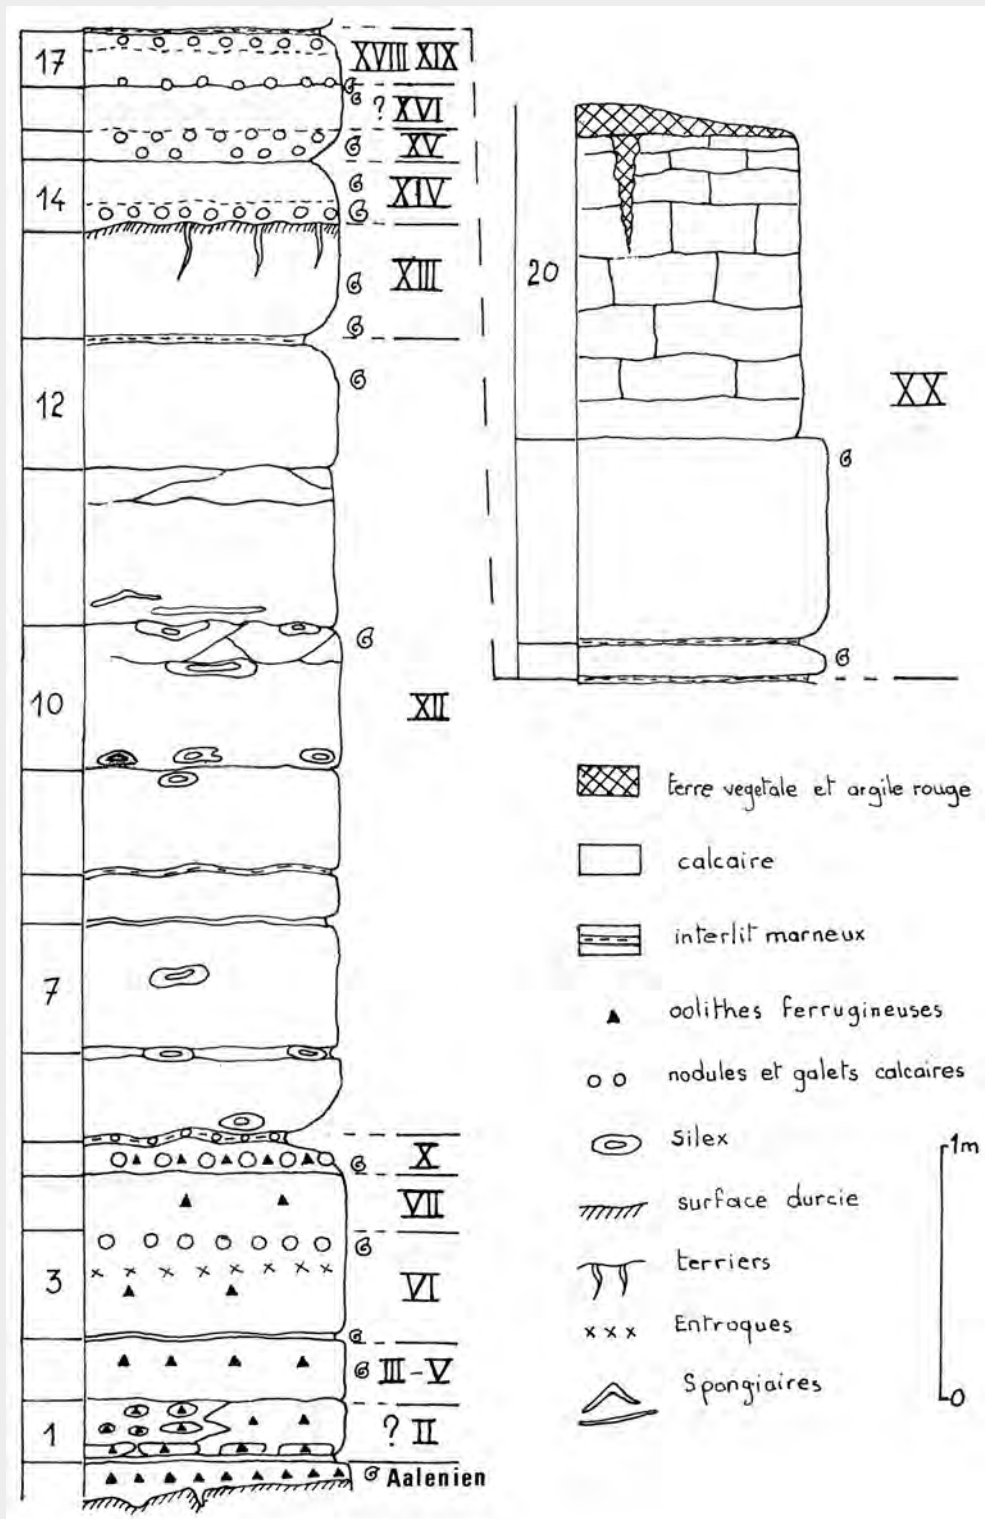 17
XVIII XIX
? XVI
XV
14
XIV
XIII
12
10
XII
7
X
VII
3
VI
III-V
1
? II
Aalenien
20
XX
terre vegetale et argile rouge
calcaire
interlit marneux
oolithes ferrugineuses
nodules et galets calcaires
Silex
surface durcie
terriers
Entroques
Spongiaires
1m
0